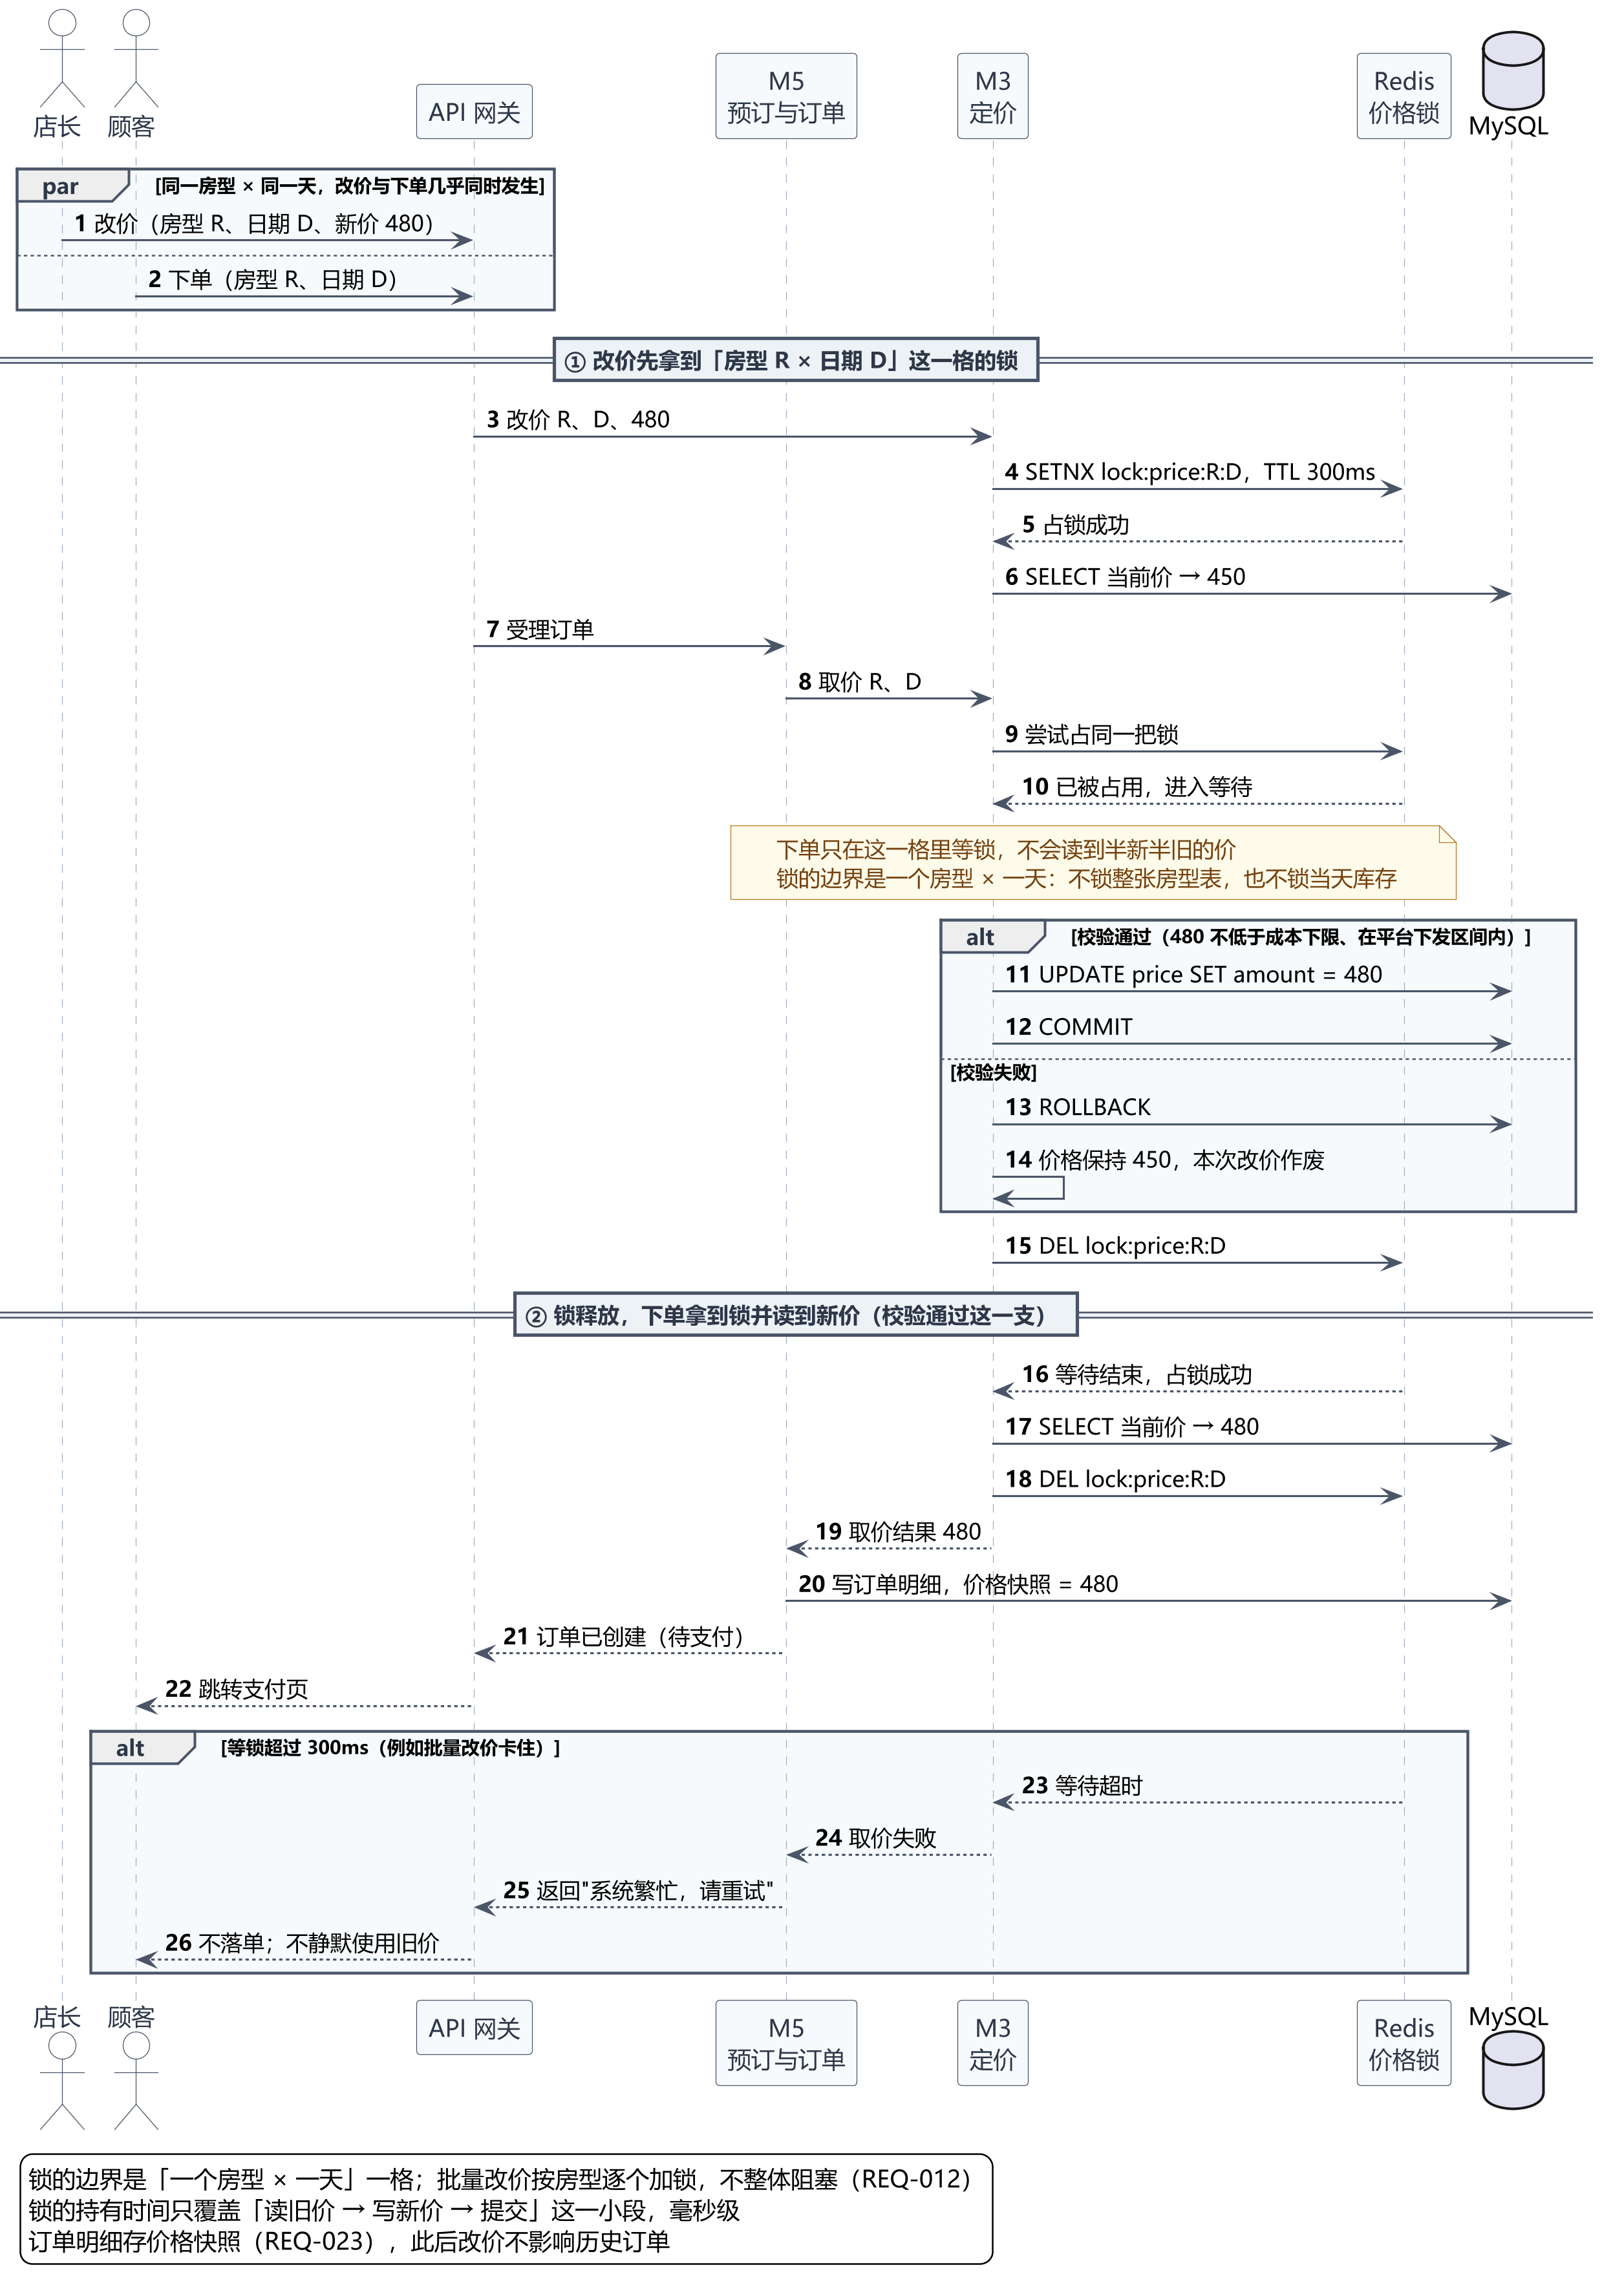 店长
顾客
API 网关
M5
预订与订单
M3
定价
Redis
价格锁
MySQL
par [同一房型 × 同一天，改价与下单几乎同时发生]
1 改价（房型 R、日期 D、新价 480）
2 下单（房型 R、日期 D）
① 改价先拿到「房型 R × 日期 D」这一格的锁
3 改价 R、D、480
4 SETNX lock:price:R:D，TTL 300ms
5 占锁成功
6 SELECT 当前价 → 450
7 受理订单
8 取价 R、D
9 尝试占同一把锁
10 已被占用，进入等待
下单只在这一格里等锁，不会读到半新半旧的价
锁的边界是一个房型 × 一天：不锁整张房型表，也不锁当天库存
alt [校验通过（480 不低于成本下限、在平台下发区间内）]
11 UPDATE price SET amount = 480
12 COMMIT
[校验失败]
13 ROLLBACK
14 价格保持 450，本次改价作废
15 DEL lock:price:R:D
② 锁释放，下单拿到锁并读到新价（校验通过这一支）
16 等待结束，占锁成功
17 SELECT 当前价 → 480
18 DEL lock:price:R:D
19 取价结果 480
20 写订单明细，价格快照 = 480
21 订单已创建（待支付）
22 跳转支付页
alt [等锁超过 300ms（例如批量改价卡住）]
23 等待超时
24 取价失败
25 返回"系统繁忙，请重试"
26 不落单；不静默使用旧价
店长
顾客
API 网关
M5
预订与订单
M3
定价
Redis
价格锁
MySQL
锁的边界是「一个房型 × 一天」一格；批量改价按房型逐个加锁，不整体阻塞（REQ-012）
锁的持有时间只覆盖「读旧价 → 写新价 → 提交」这一小段，毫秒级
订单明细存价格快照（REQ-023），此后改价不影响历史订单